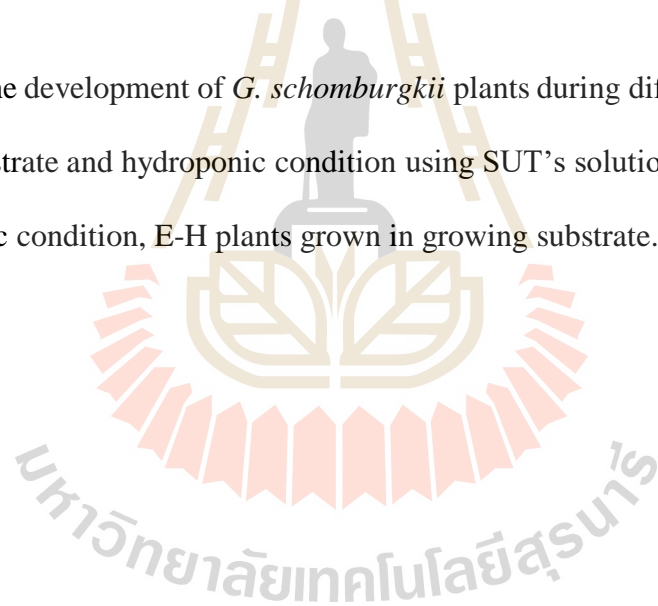 e development of G. schomburgkii plants during dif
strate and hydroponic condition using SUT's solutio
c condition, E-H plants grown in growing substrate.
มหาวิทยาลัยเทคโนโลยีสุรนารี